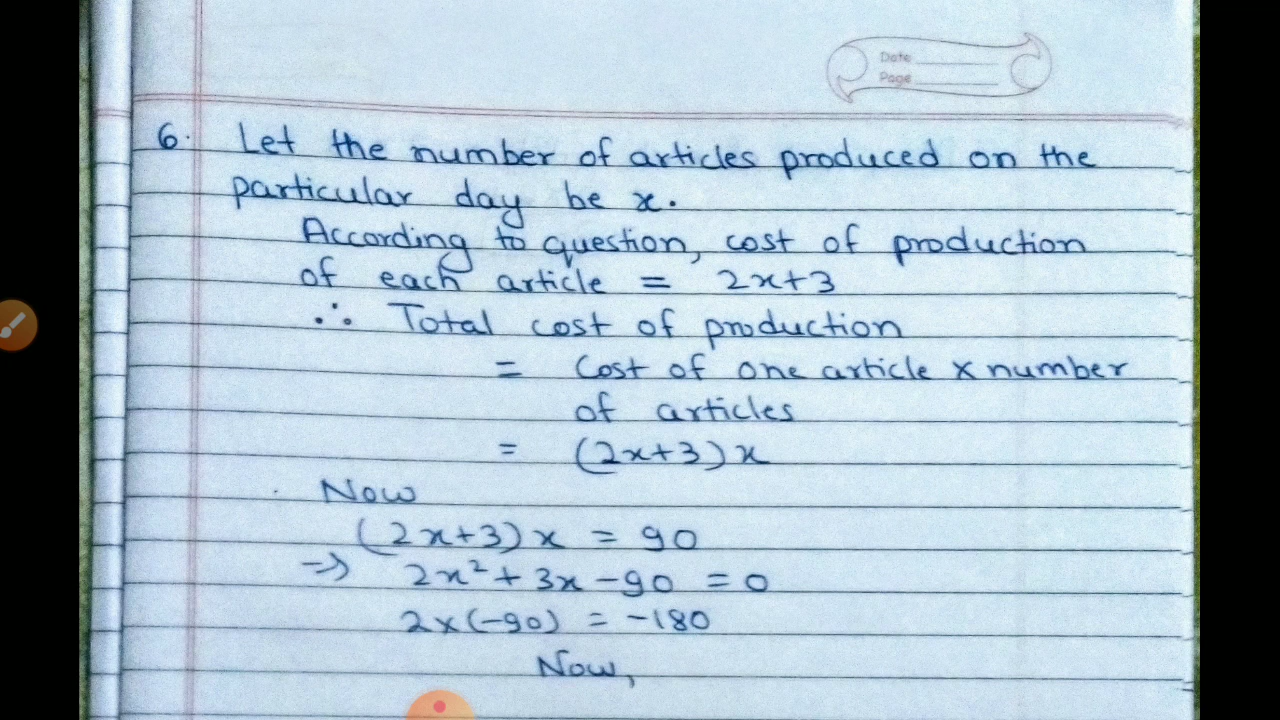 Date
Page
6. Let the number of articles produced on the
particular day be x.
According to question, cost of production
of each article = 2x+3
∴ Total cost of production
= Cost of one article x number
of articles
= (2x+3)x
Now
(2x+3)x = 90
⇒ 2x² + 3x - 90 = 0
2x(-90) = -180
Now,